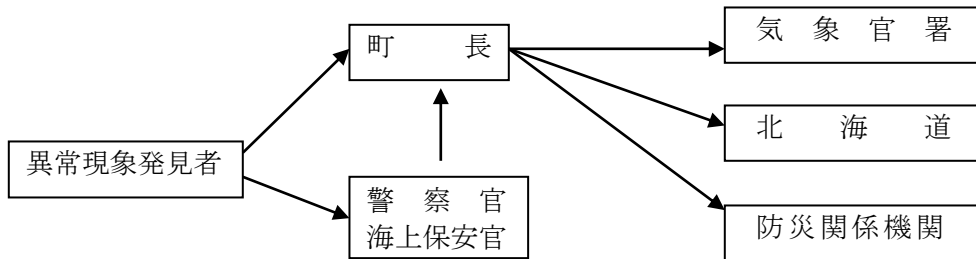 町長
気象官署
北海道
異常現象発見者
警察官
海上保安官
防災関係機関